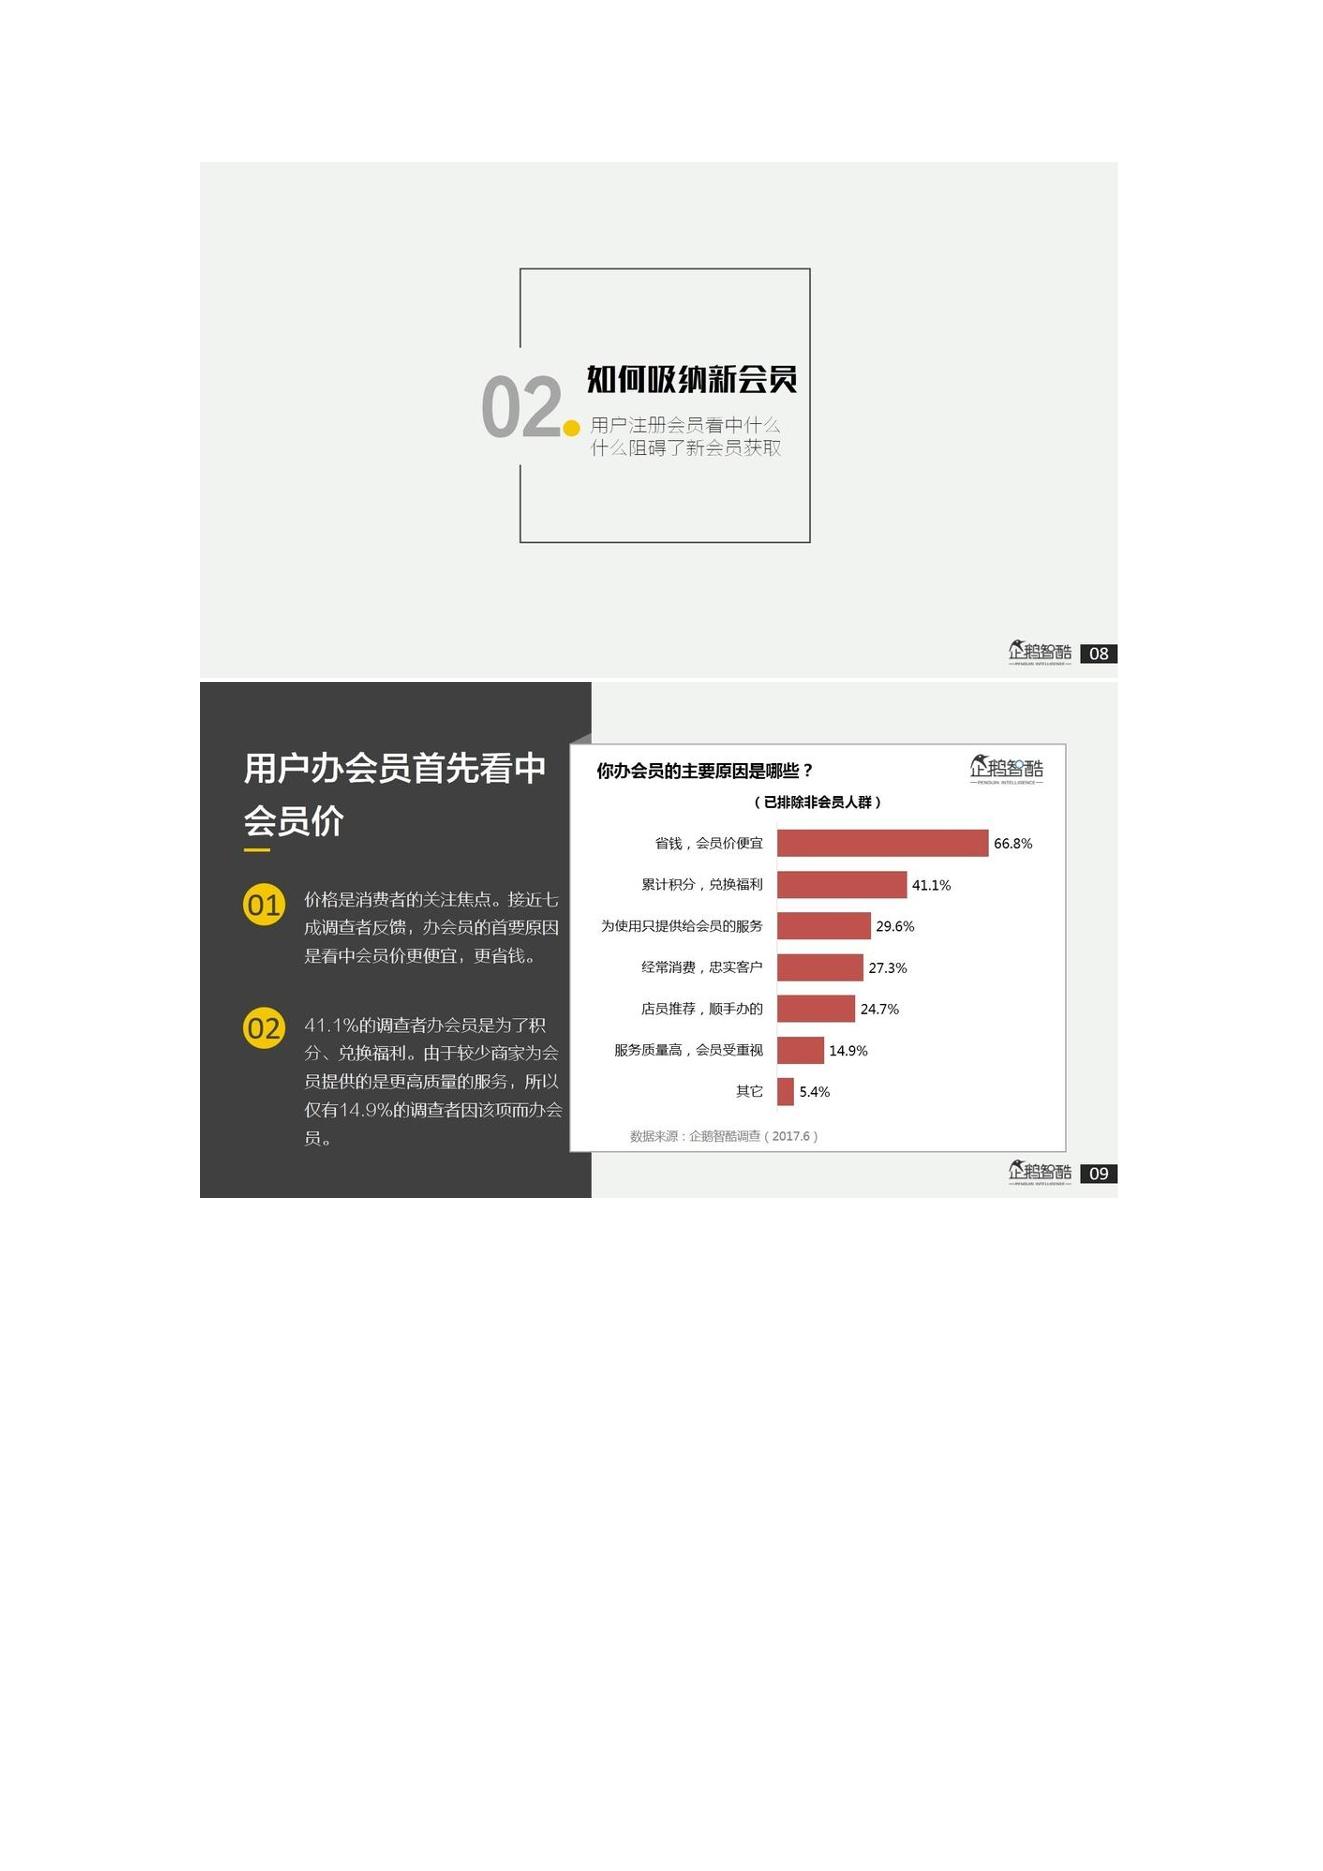 02.
如何吸纳新会员
用户注册会员看中什么
什么阻碍了新会员获取
企鹅智酷
PENGUIN INTELLIGENCE
08
用户办会员首先看中
会员价
01
价格是消费者的关注焦点。接近七
成调查者反馈，办会员的首要原因
是看中会员价更便宜，更省钱。
02
41.1%的调查者办会员是为了积
分、兑换福利。由于较少商家为会
员提供的是更高质量的服务，所以
仅有14.9%的调查者因该项而办会
员。
你办会员的主要原因是哪些？
企鹅智酷
PENGUIN INTELLIGENCE
（已排除非会员人群）
省钱，会员价便宜 66.8%
累计积分，兑换福利 41.1%
为使用只提供给会员的服务 29.6%
经常消费，忠实客户 27.3%
店员推荐，顺手办的 24.7%
服务质量高，会员受重视 14.9%
其它 5.4%
数据来源：企鹅智酷调查（2017.6）
企鹅智酷
PENGUIN INTELLIGENCE
09